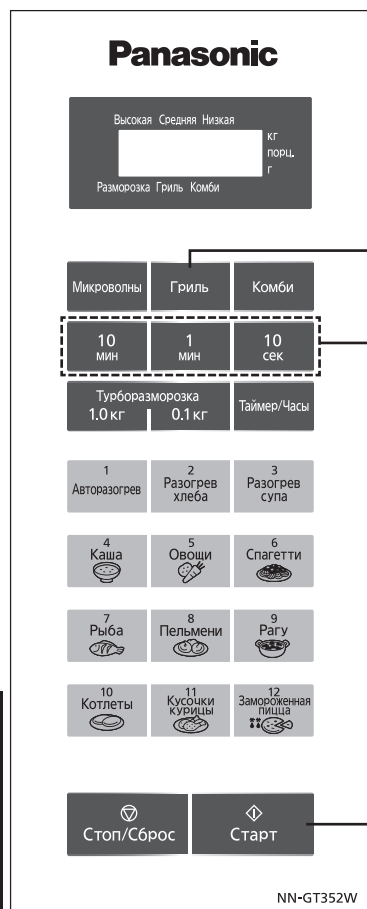 Panasonic
Высокая Средняя Низкая
кг
порц.
г
Разморозка Гриль Комби
Микроволны Гриль Комби
10 мин
1 мин
10 сек
Турборазморозка
1.0 кг 0.1 кг
Таймер/Часы
1
Авторазогрев
2
Разогрев
хлеба
3
Разогрев
супа
4
Каша
5
Овощи
6
Спагетти
7
Рыба
8
Пельмени
9
Рагу
10
Котлеты
11
Кусочки
курицы
12
Замороженная
пицца
Стоп/Сброс
Старт
NN-GT352W